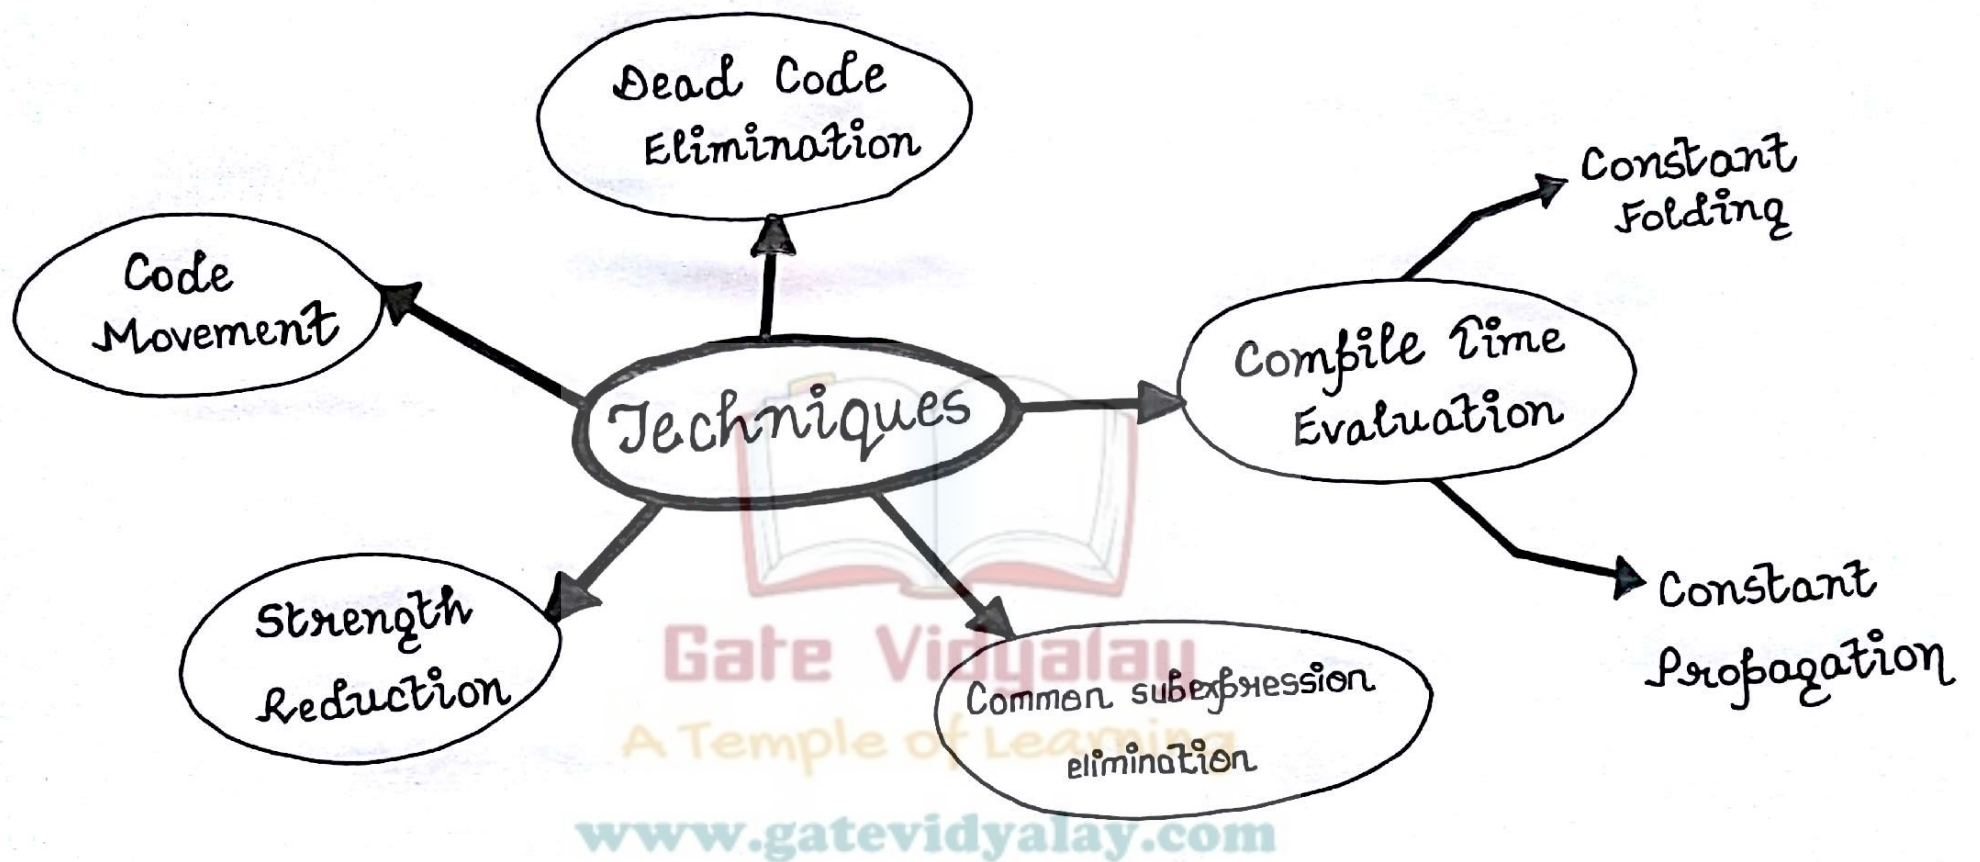 Dead Code
Elimination
Constant
Folding
Code
Movement
Compile Time
Evaluation
Techniques
Strength
Reduction
Common subexpression
elimination
Constant
Propagation
Gate Vidyalay
A Temple of Learning
www.gatevidyalay.com